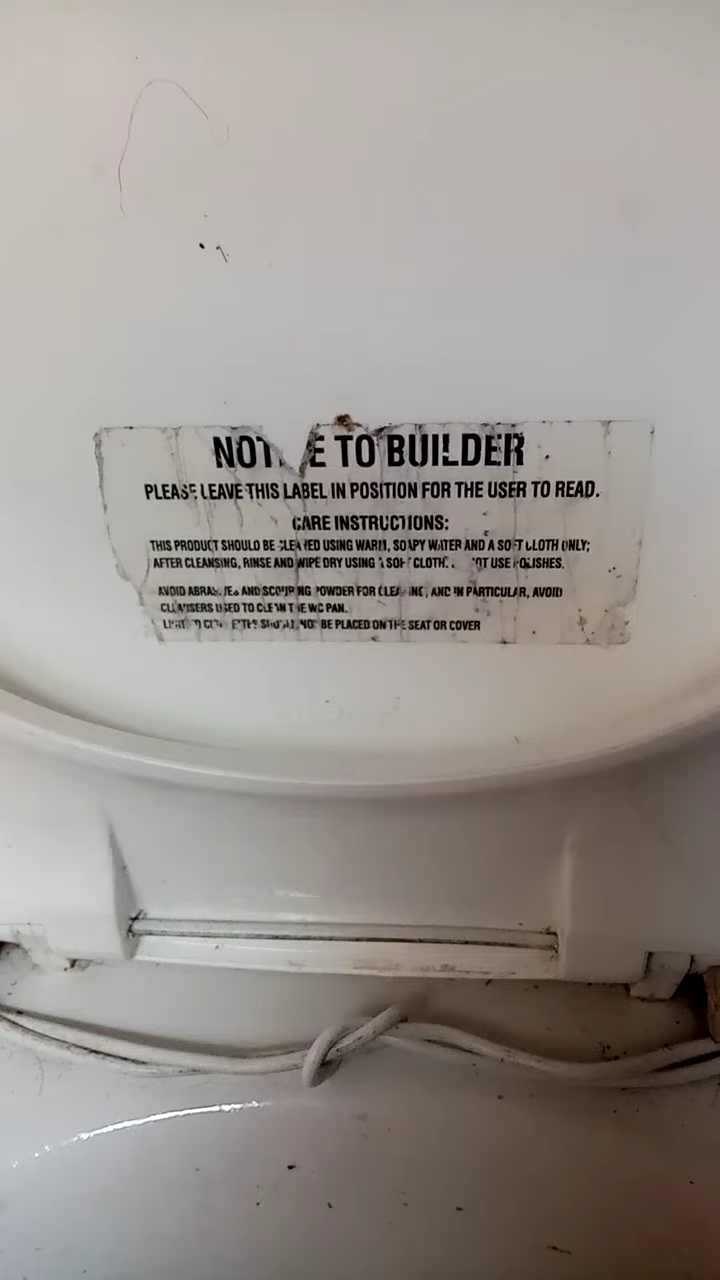 NOTICE TO BUILDER
PLEASE LEAVE THIS LABEL IN POSITION FOR THE USER TO READ.
CARE INSTRUCTIONS:
THIS PRODUCT SHOULD BE CLEANED USING WARM, SOAPY WATER AND A SOFT CLOTH ONLY;
AFTER CLEANSING, RINSE AND WIPE DRY USING A SOFT CLOTH. NOT USE POLISHES.
AVOID ABRASIVES AND SCOURING POWDER FOR CLEANING, AND IN PARTICULAR, AVOID
CLEANSERS USED TO CLEAN THE WC PAN.
SHOULD NOT BE PLACED ON THE SEAT OR COVER